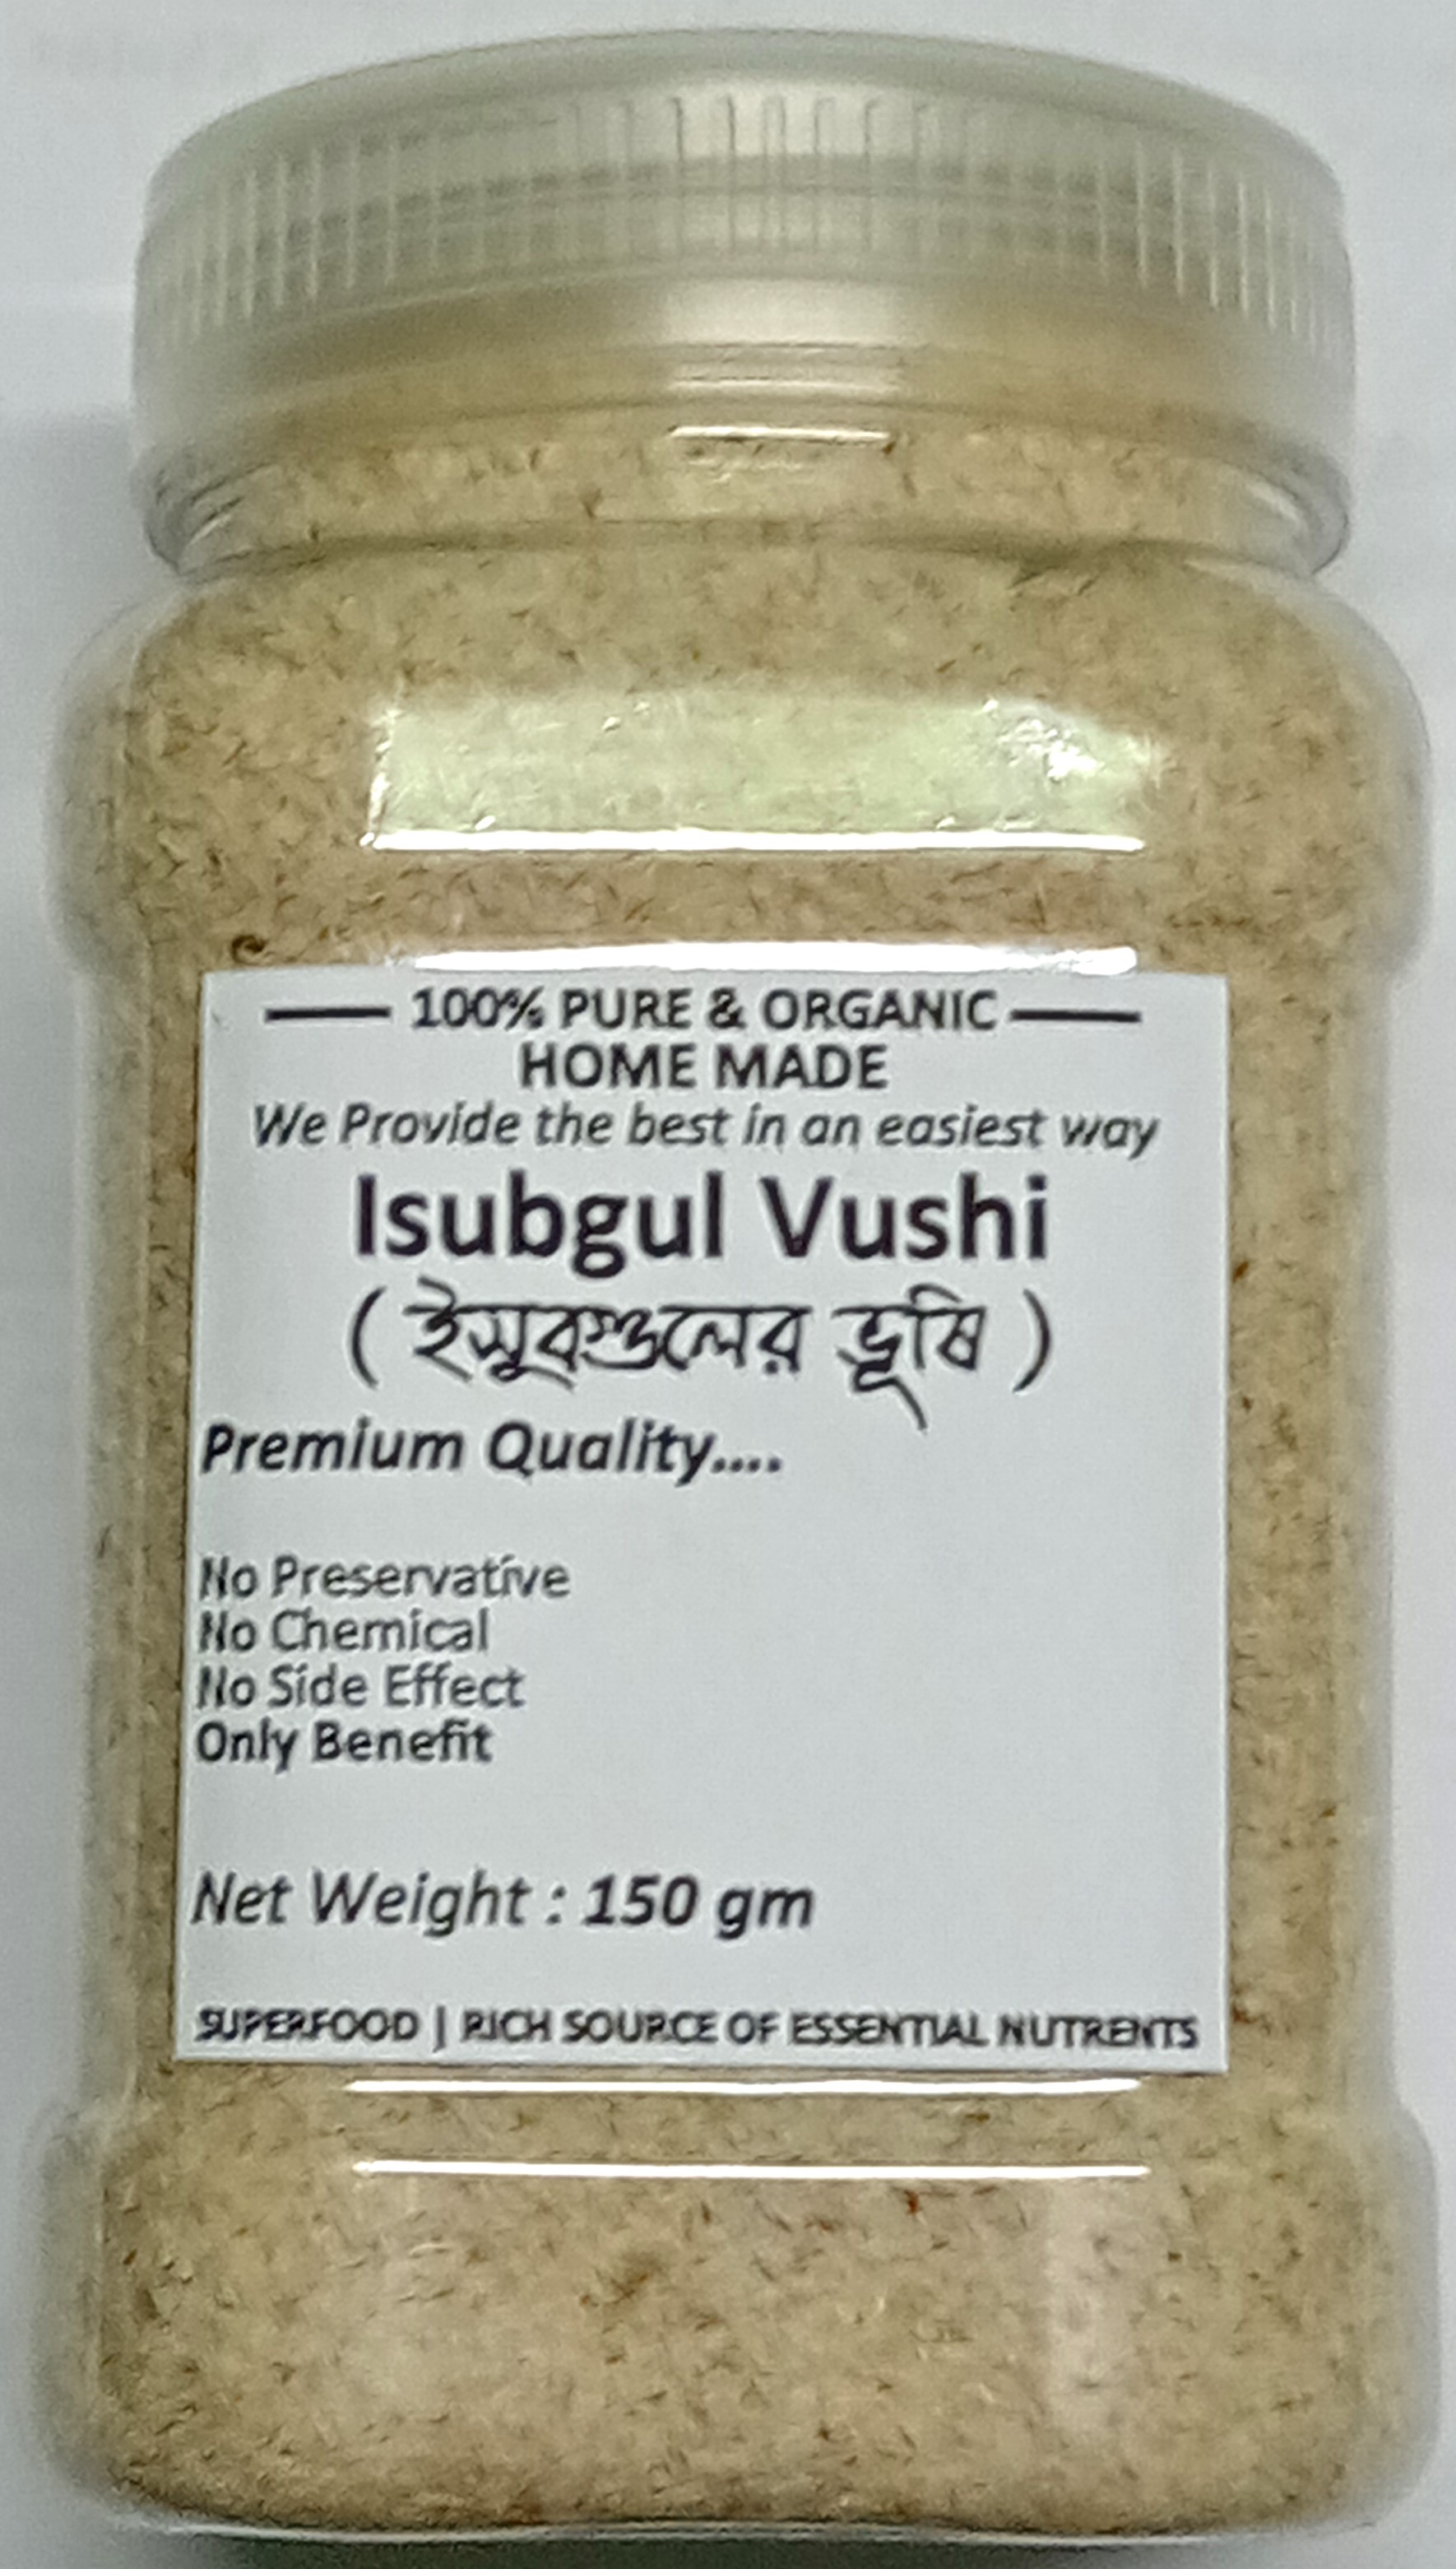 100% PURE & ORGANIC
HOME MADE
We Provide the best in an easiest way
Isubgul Vushi
( ইসুবগুলের ভূষি )
Premium Quality....
No Preservative
No Chemical
No Side Effect
Only Benefit
Net Weight : 150 gm
SUPERFOOD | RICH SOURCE OF ESSENTIAL NUTRENTS